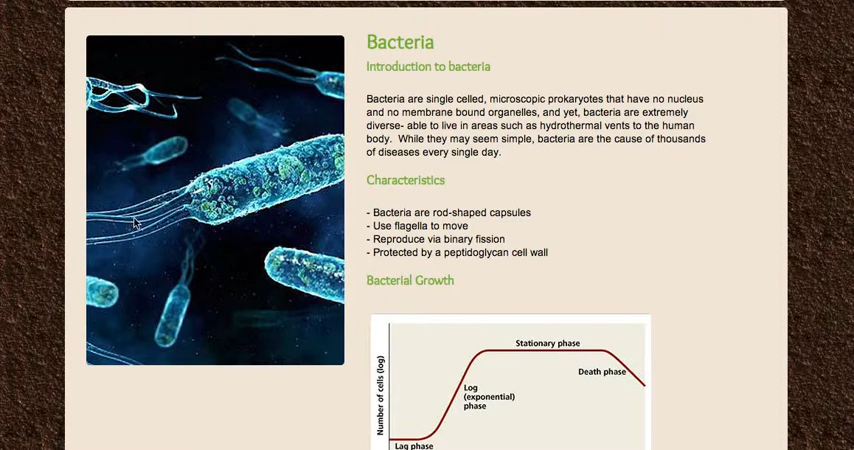 Bacteria
Introduction to bacteria
Bacteria are single celled, microscopic prokaryotes that have no nucleus
and no membrane bound organelles, and yet, bacteria are extremely
diverse- able to live in areas such as hydrothermal vents to the human
body.  While they may seem simple, bacteria are the cause of thousands
of diseases every single day.
Characteristics
- Bacteria are rod-shaped capsules
- Use flagella to move
- Reproduce via binary fission
- Protected by a peptidoglycan cell wall
Bacterial Growth
Number of cells (log)
Stationary phase
Death phase
Log
(exponential)
phase
Lag phase